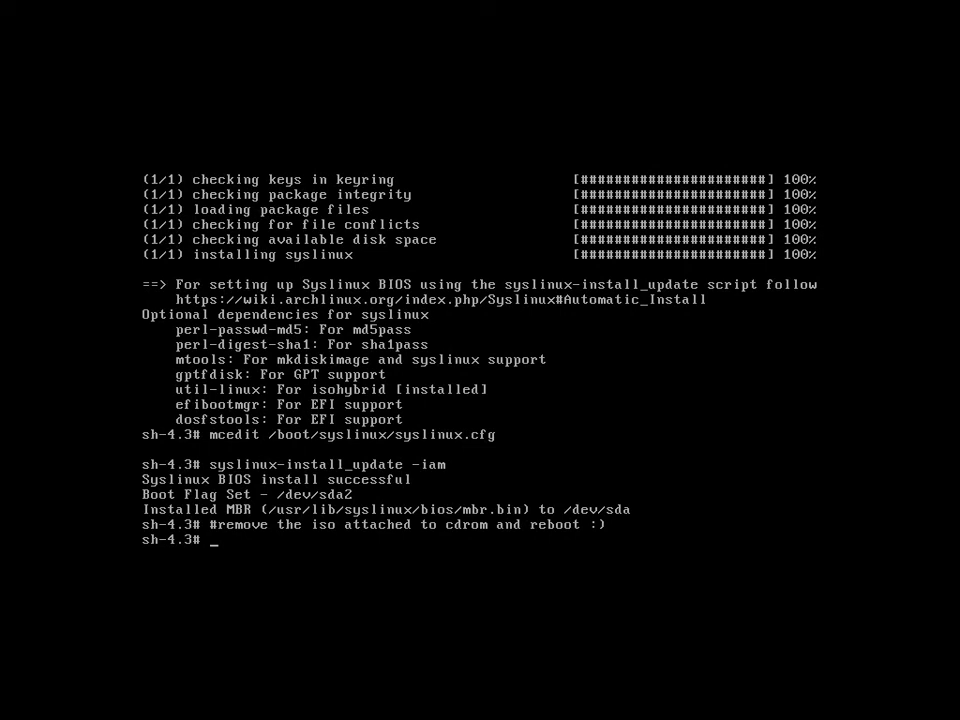 (1/1) checking keys in keyring [######################] 100%
(1/1) checking package integrity [######################] 100%
(1/1) loading package files [######################] 100%
(1/1) checking for file conflicts [######################] 100%
(1/1) checking available disk space [######################] 100%
(1/1) installing syslinux [######################] 100%
==> For setting up Syslinux BIOS using the syslinux-install_update script follow
https://wiki.archlinux.org/index.php/Syslinux#Automatic_Install
Optional dependencies for syslinux
perl-passwd-md5: For md5pass
perl-digest-sha1: For sha1pass
mtools: For mkdiskimage and syslinux support
gptfdisk: For GPT support
util-linux: For isohybrid [installed]
efibootmgr: For EFI support
dosfstools: For EFI support
sh-4.3# mcedit /boot/syslinux/syslinux.cfg
sh-4.3# syslinux-install_update -iam
Syslinux BIOS install successful
Boot Flag Set - /dev/sda2
Installed MBR (/usr/lib/syslinux/bios/mbr.bin) to /dev/sda
sh-4.3# #remove the iso attached to cdrom and reboot :)
sh-4.3# _